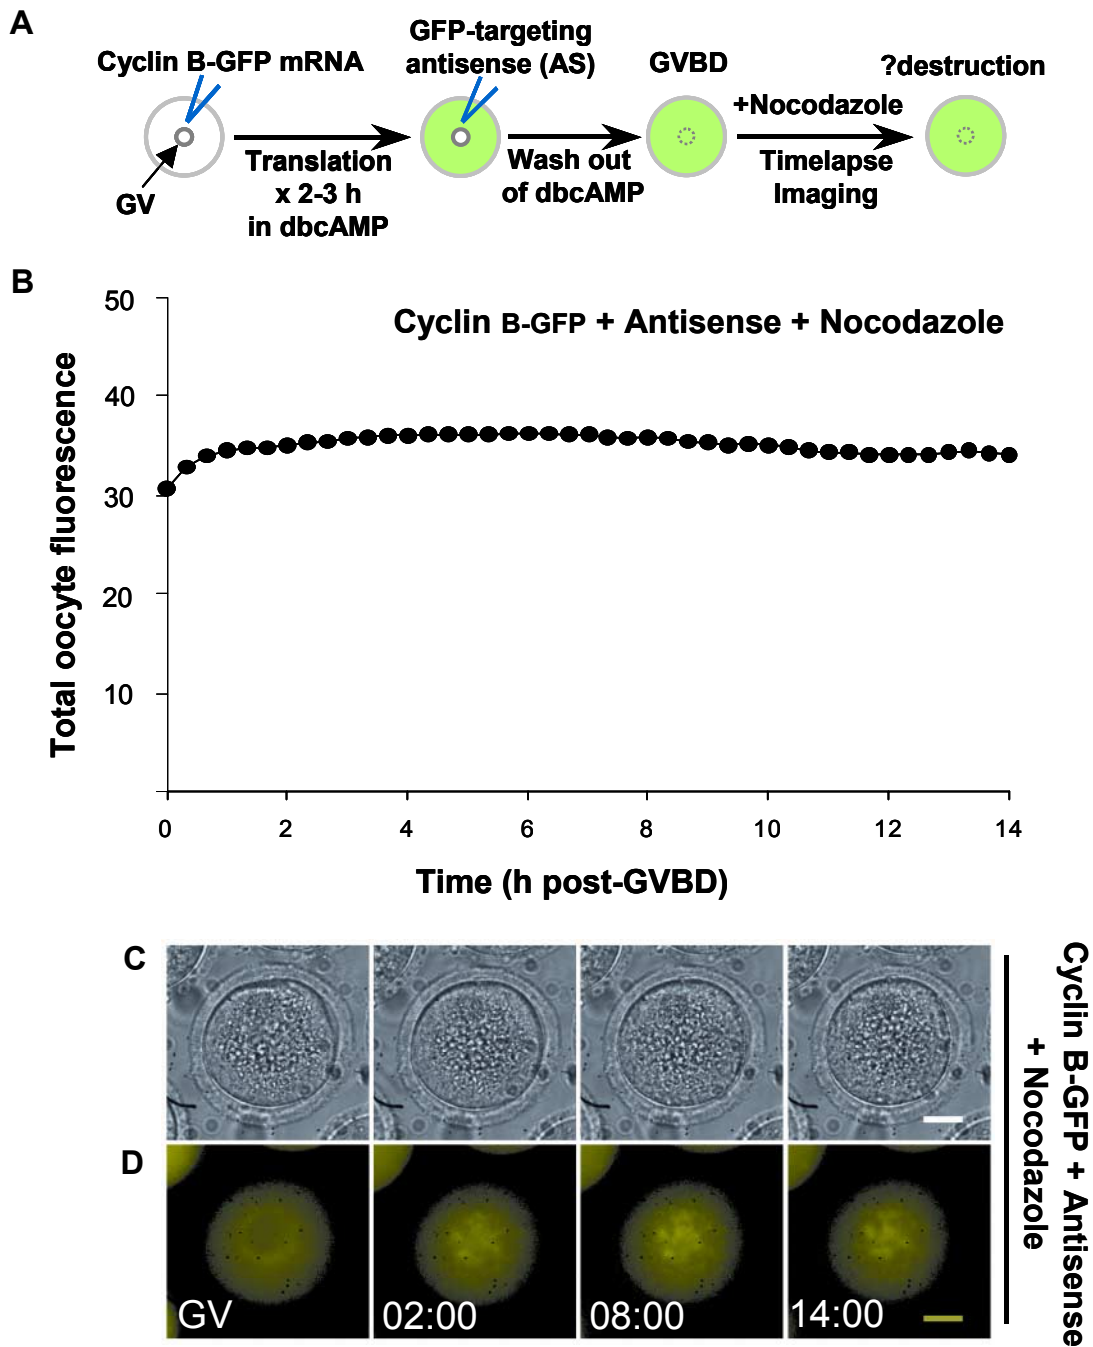 A
Cyclin B-GFP mRNA
GV
Translation
x 2-3 h
in dbcAMP
GFP-targeting
antisense (AS)
Wash out
of dbcAMP
GVBD
+Nocodazole
Timelapse
Imaging
?destruction
B
Cyclin B-GFP + Antisense + Nocodazole
Total oocyte fluorescence
50
40
30
20
10
0 2 4 6 8 10 12 14
Time (h post-GVBD)
C
D
GV 02:00 08:00 14:00
Cyclin B-GFP + Antisense
+ Nocodazole